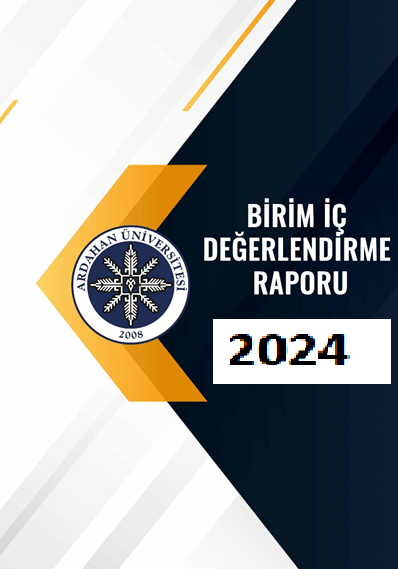 BİRİM İÇ
DEĞERLENDİRME
RAPORU
2024
ARDAHAN ÜNİVERSİTESİ
2008